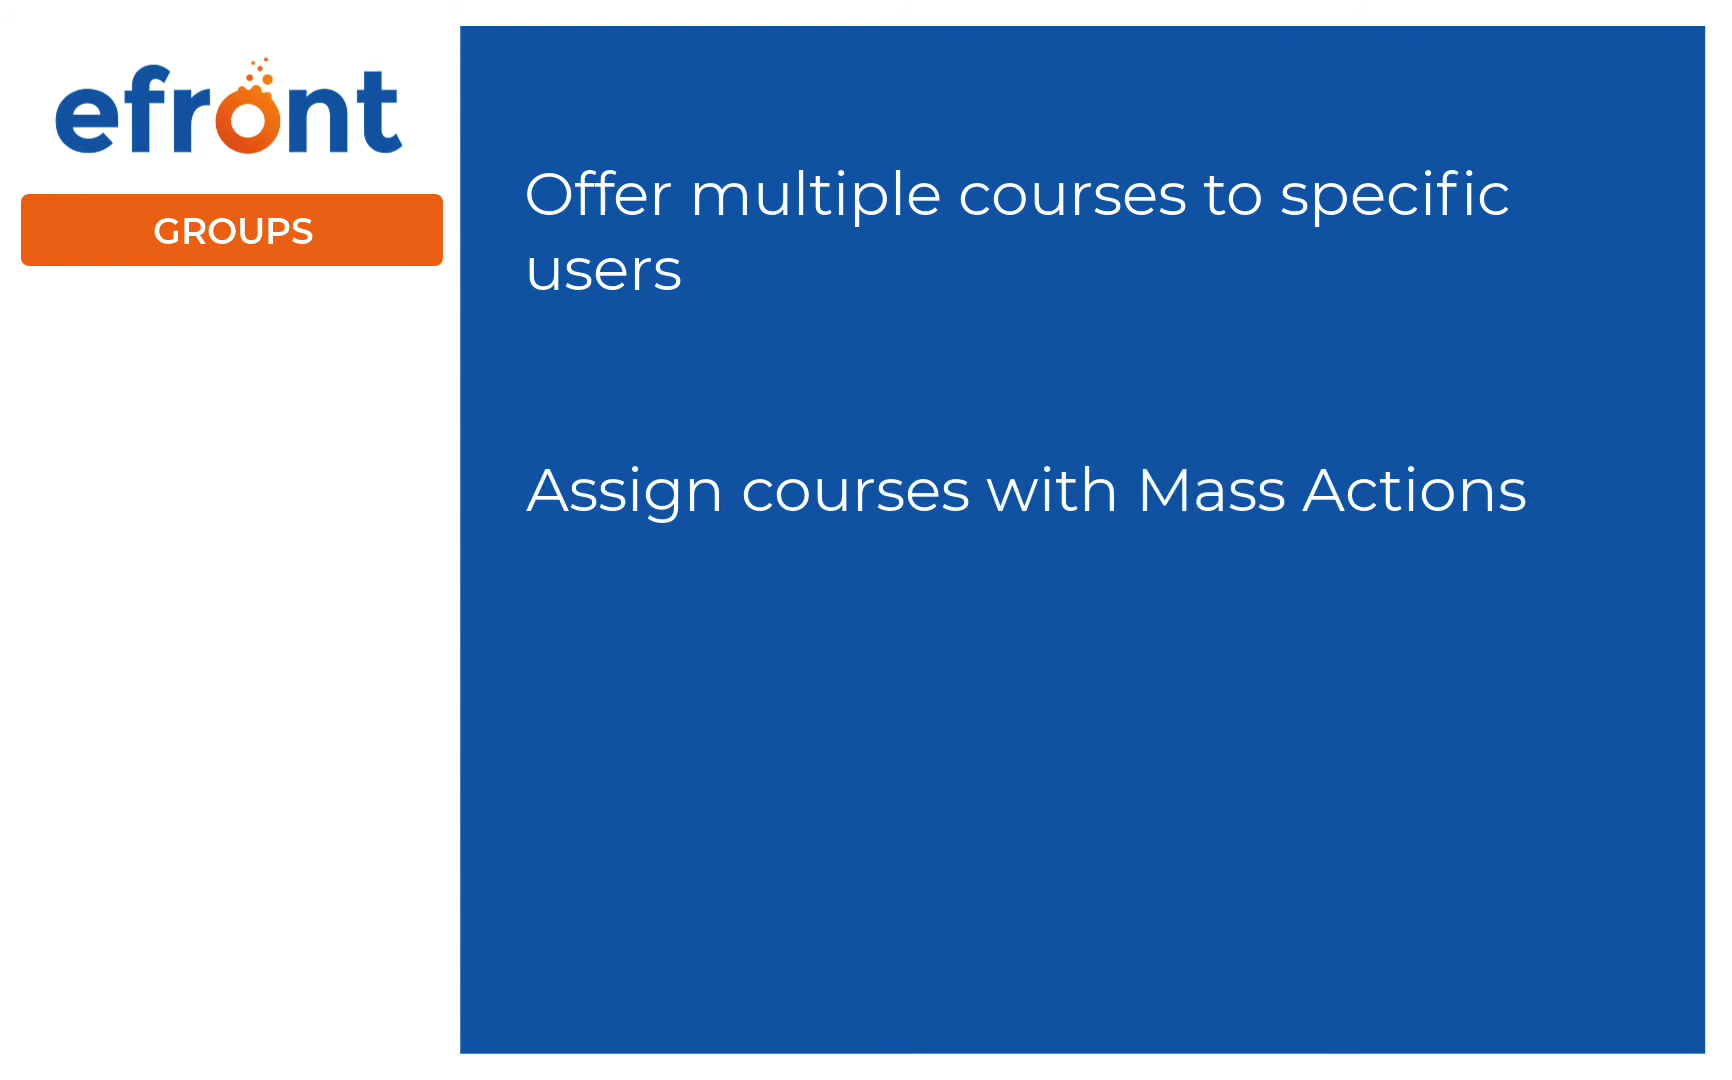 efront
GROUPS
Offer multiple courses to specific
users
Assign courses with Mass Actions